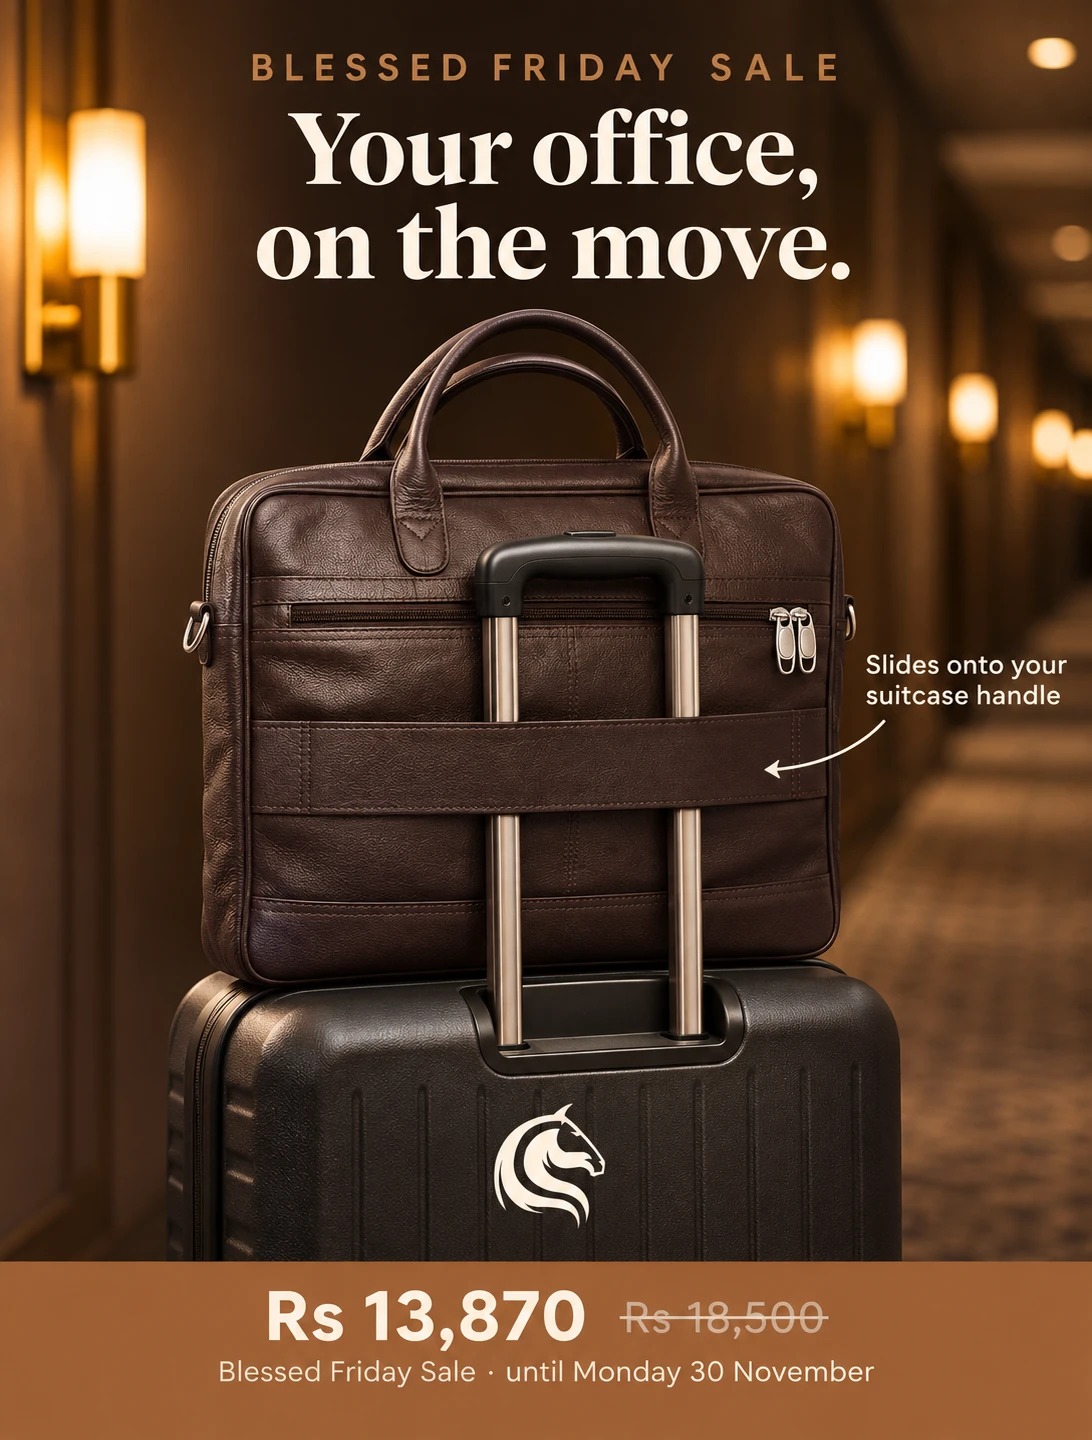 BLESSED FRIDAY SALE
Your office,
on the move.
Slides onto your
suitcase handle
Rs 13,870 Rs 18,500
Blessed Friday Sale · until Monday 30 November